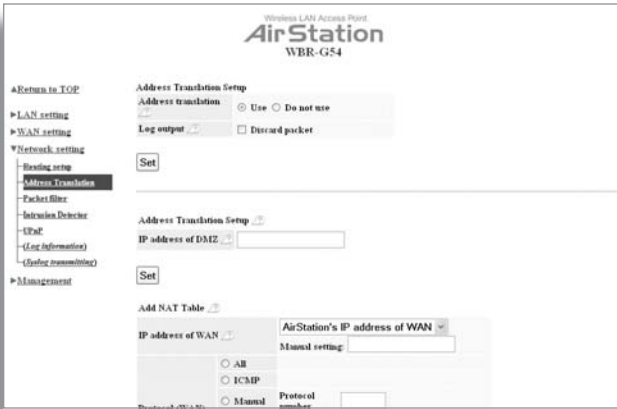 Wireless LAN Access Point
AirStation
WBR-G54
▲Return to TOP
▶LAN setting
▶WAN setting
▼Network setting
Routing setup
Address Translation
Packet filter
Intrusion Detector
UPnP
(Log information)
(Syslog transmitting)
▶Management
Address Translation Setup
Address translation
Use Do not use
Log output Discard packet
Set
Address Translation Setup
IP address of DMZ
Set
Add NAT Table
IP address of WAN AirStation's IP address of WAN
Manual setting:
All
ICMP
Protocol (WAN) Manual Protocol number